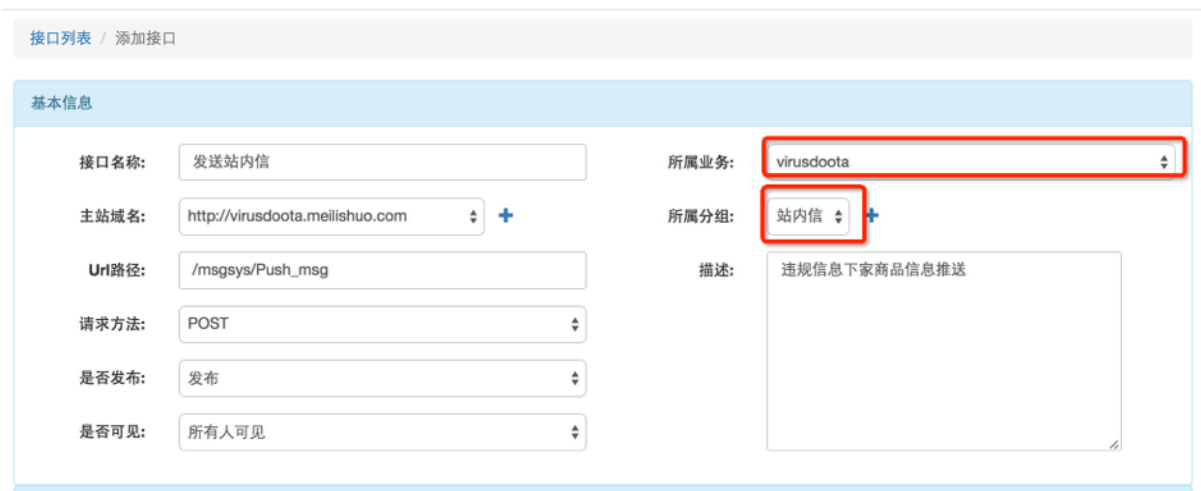 接口列表 / 添加接口
基本信息
接口名称: 发送站内信 所属业务: virusdoota
主站域名: http://virusdoota.meilishuo.com 所属分组: 站内信
Url路径: /msgsys/Push_msg 描述: 违规信息下家商品信息推送
请求方法: POST
是否发布: 发布
是否可见: 所有人可见